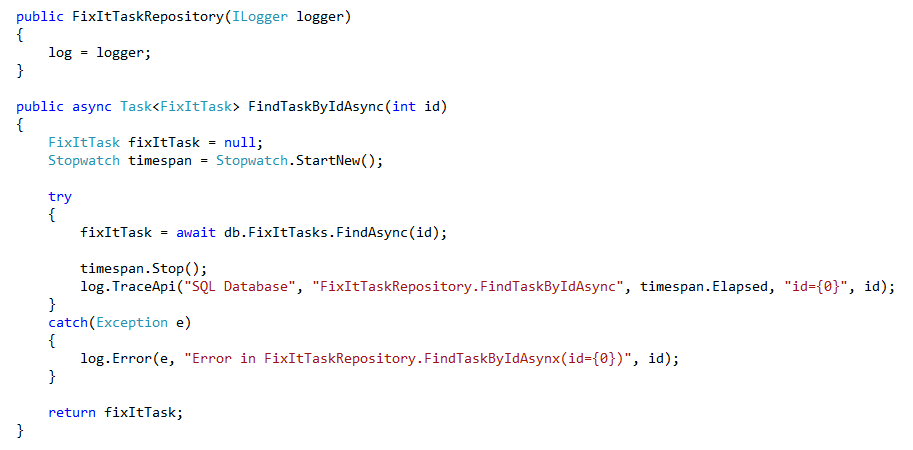 public FixItTaskRepository(ILogger logger)
{
    log = logger;
}

public async Task<FixItTask> FindTaskByIdAsync(int id)
{
    FixItTask fixItTask = null;
    Stopwatch timespan = Stopwatch.StartNew();

    try
    {
        fixItTask = await db.FixItTasks.FindAsync(id);

        timespan.Stop();
        log.TraceApi("SQL Database", "FixItTaskRepository.FindTaskByIdAsync", timespan.Elapsed, "id={0}", id);
    }
    catch(Exception e)
    {
        log.Error(e, "Error in FixItTaskRepository.FindTaskByIdAsynx(id={0})", id);
    }

    return fixItTask;
}